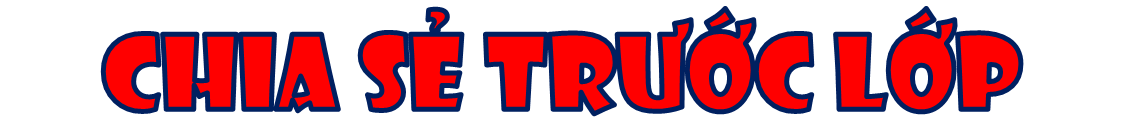 CHIA SẺ TRƯỚC LỚP